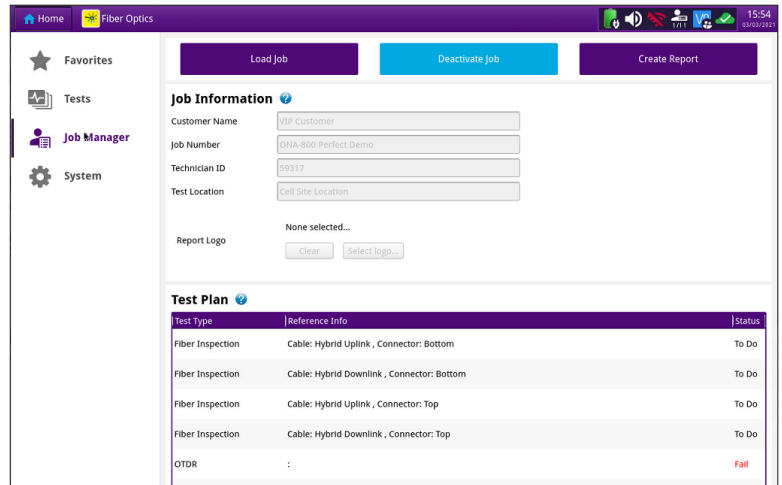 Home Fiber Optics 1/11 15:54
03/03/2021
Favorites
Tests
Job Manager
System
Load Job Deactivate Job Create Report
Job Information ?
Customer Name VIP Customer
Job Number ONA-800 Perfect Demo
Technician ID 59317
Test Location Cell Site Location
None selected...
Report Logo
Clear Select logo...
Test Plan ?
Test Type Reference Info Status
Fiber Inspection Cable: Hybrid Uplink , Connector: Bottom To Do
Fiber Inspection Cable: Hybrid Downlink , Connector: Bottom To Do
Fiber Inspection Cable: Hybrid Uplink , Connector: Top To Do
Fiber Inspection Cable: Hybrid Downlink , Connector: Top To Do
OTDR : Fail